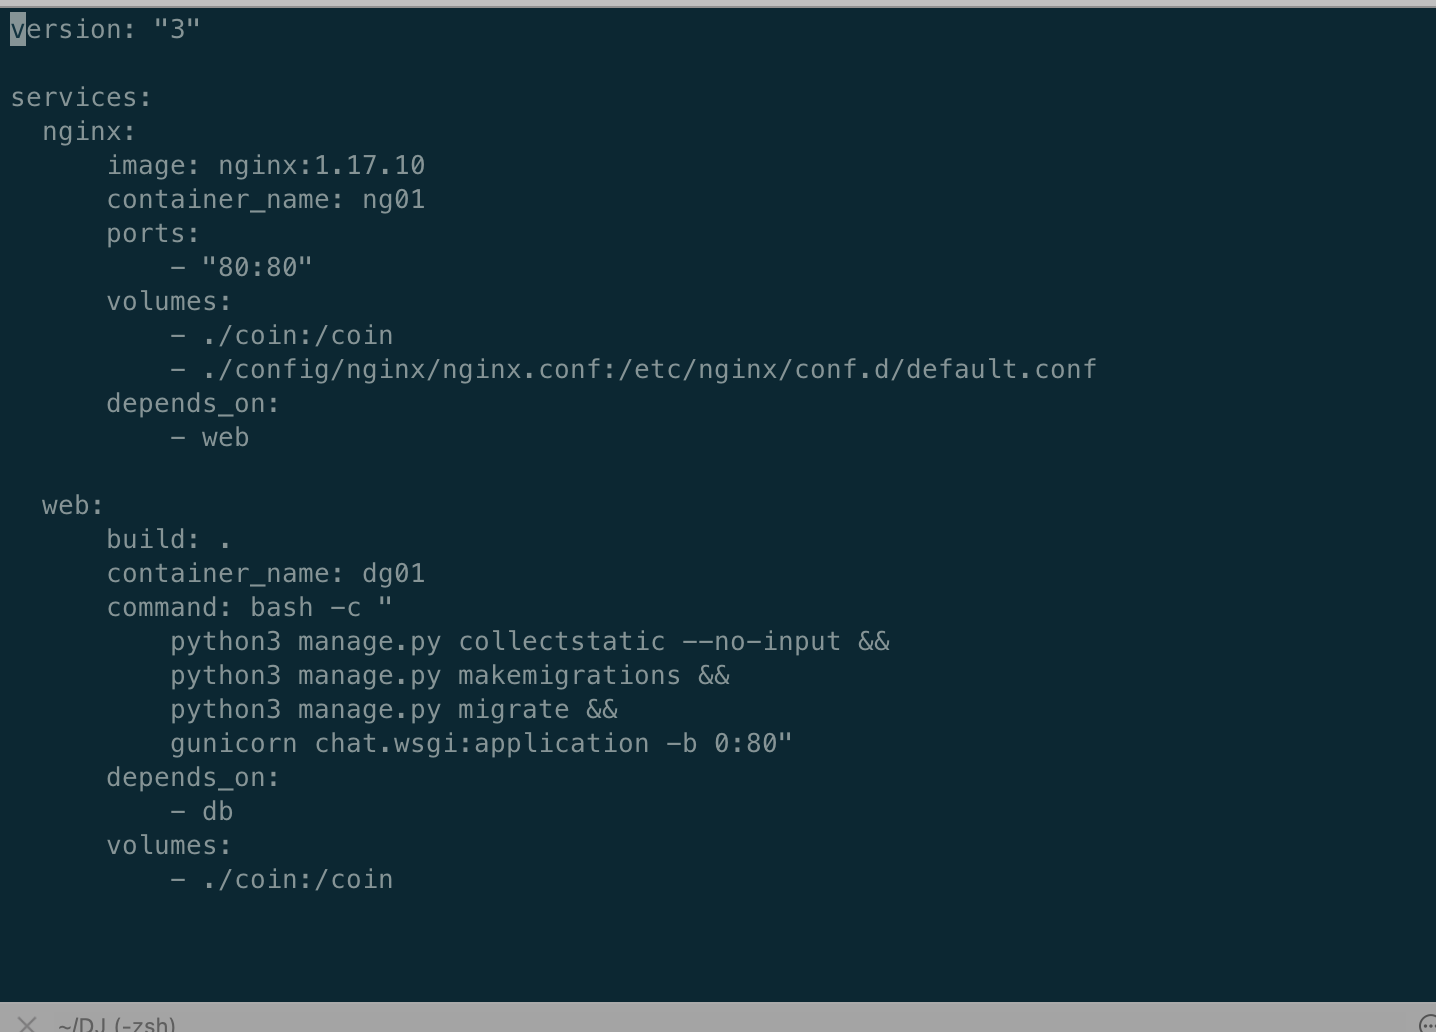 version: "3"
services:
  nginx:
      image: nginx:1.17.10
      container_name: ng01
      ports:
          - "80:80"
      volumes:
          - ./coin:/coin
          - ./config/nginx/nginx.conf:/etc/nginx/conf.d/default.conf
      depends_on:
          - web
  web:
      build: .
      container_name: dg01
      command: bash -c "
          python3 manage.py collectstatic --no-input &&
          python3 manage.py makemigrations &&
          python3 manage.py migrate &&
          gunicorn chat.wsgi:application -b 0:80"
      depends_on:
          - db
      volumes:
          - ./coin:/coin
~/DJ (-zsh)